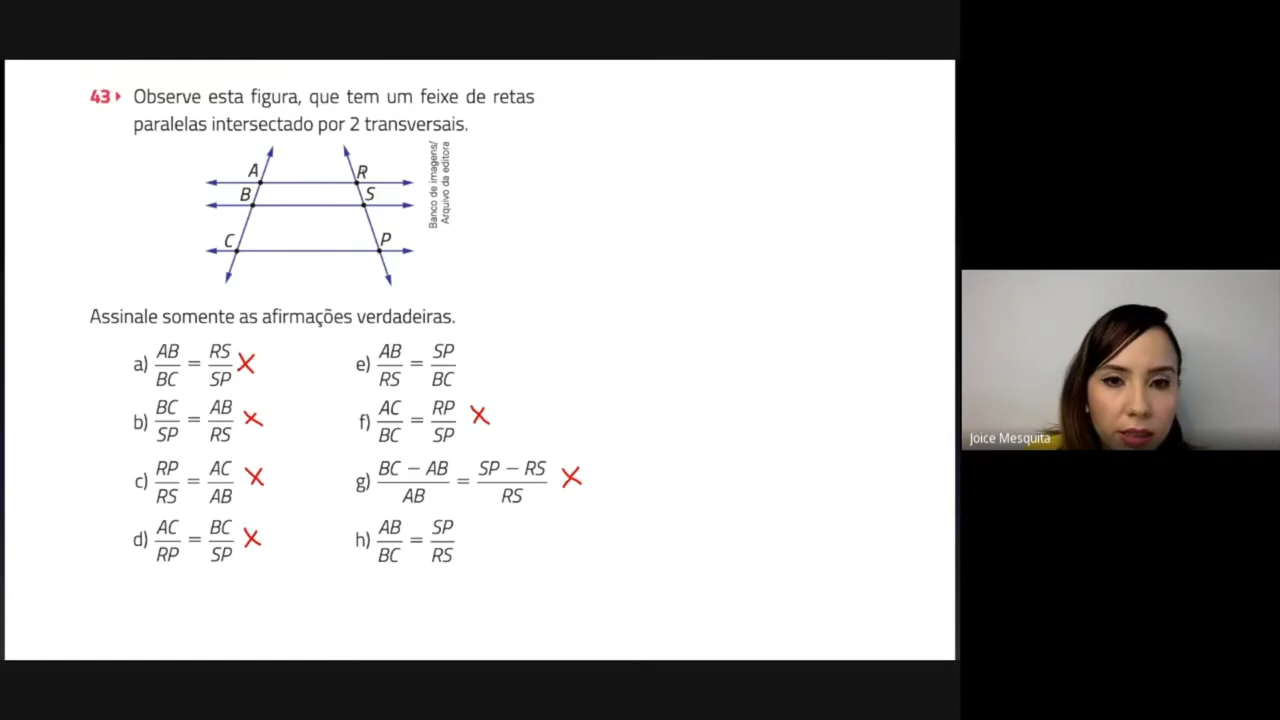 43 Observe esta figura, que tem um feixe de retas
paralelas intersectado por 2 transversais.
A
R
B
S
C
P
Banco de imagens/
Arquivo da editora
Assinale somente as afirmações verdadeiras.
a) AB/BC = RS/SP X
b) BC/SP = AB/RS X
c) RP/RS = AC/AB X
d) AC/RP = BC/SP X
e) AB/RS = SP/BC
f) AC/BC = RP/SP X
g) BC − AB/AB = SP − RS/RS X
h) AB/BC = SP/RS
Joice Mesquita